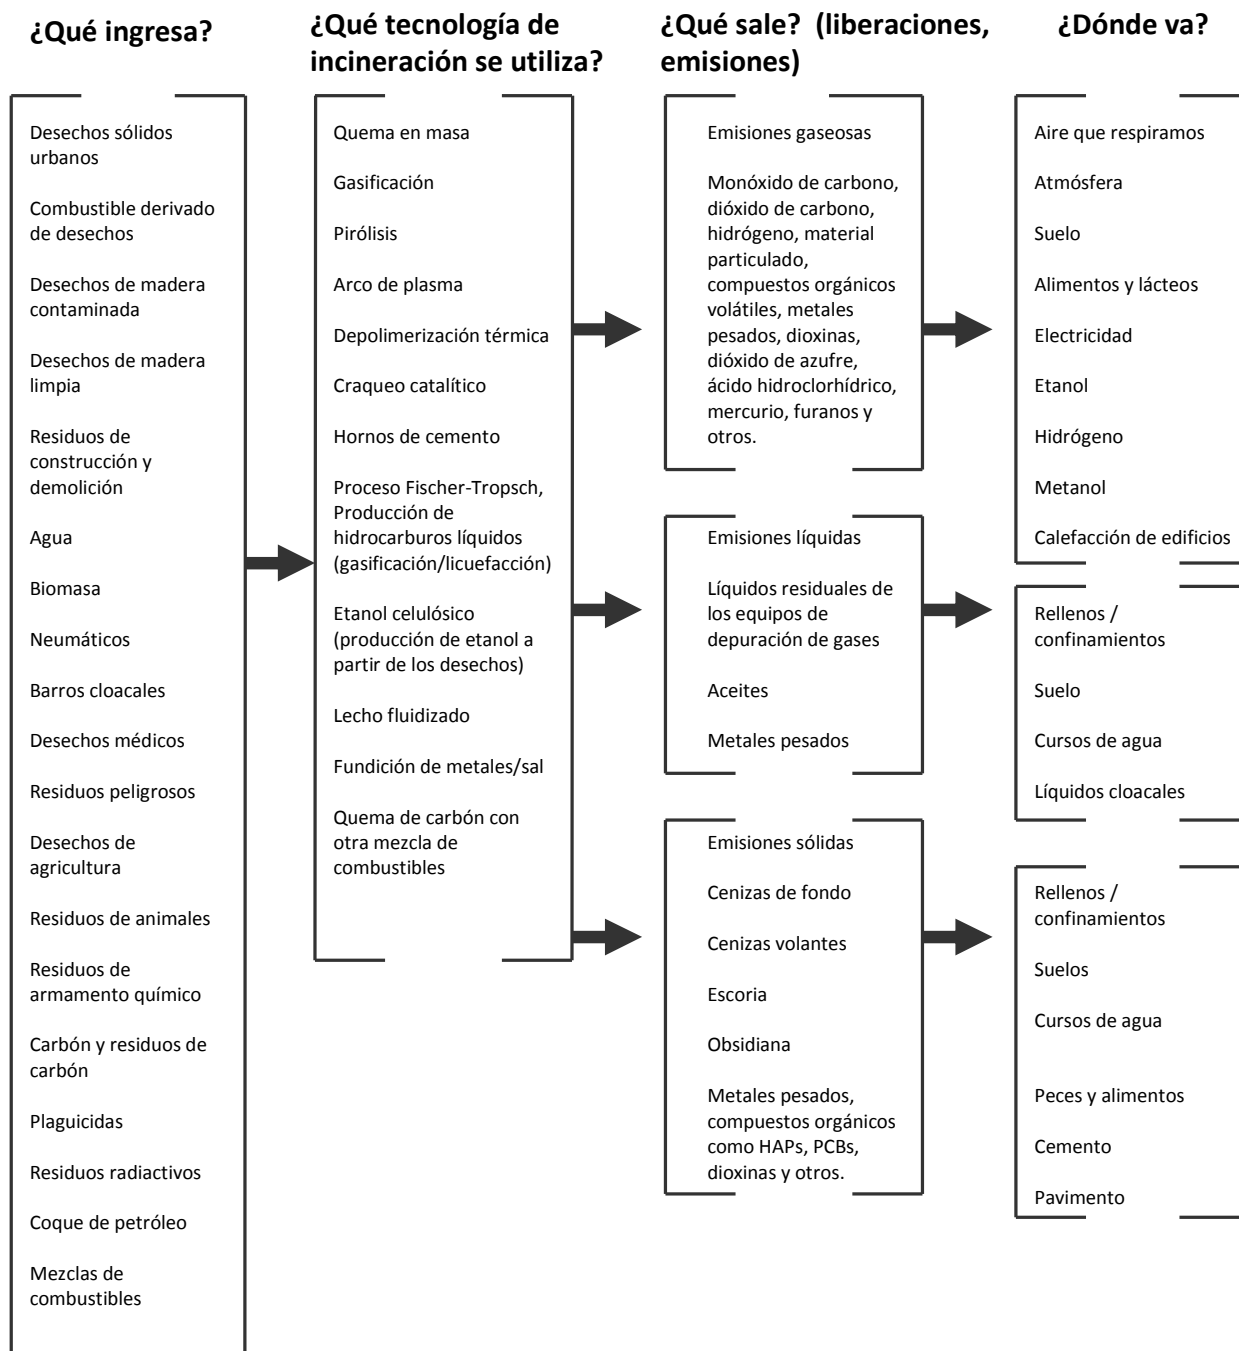 ¿Qué ingresa?
Desechos sólidos
urbanos
Combustible derivado
de desechos
Desechos de madera
contaminada
Desechos de madera
limpia
Residuos de
construcción y
demolición
Agua
Biomasa
Neumáticos
Barros cloacales
Desechos médicos
Residuos peligrosos
Desechos de
agricultura
Residuos de animales
Residuos de
armamento químico
Carbón y residuos de
carbón
Plaguicidas
Residuos radiactivos
Coque de petróleo
Mezclas de
combustibles
¿Qué tecnología de
incineración se utiliza?
Quema en masa
Gasificación
Pirólisis
Arco de plasma
Depolimerización térmica
Craqueo catalítico
Hornos de cemento
Proceso Fischer-Tropsch,
Producción de
hidrocarburos líquidos
(gasificación/licuefacción)
Etanol celulósico
(producción de etanol a
partir de los desechos)
Lecho fluidizado
Fundición de metales/sal
Quema de carbón con
otra mezcla de
combustibles
¿Qué sale? (liberaciones,
emisiones)
Emisiones gaseosas
Monóxido de carbono,
dióxido de carbono,
hidrógeno, material
particulado,
compuestos orgánicos
volátiles, metales
pesados, dioxinas,
dióxido de azufre,
ácido hidroclorhídrico,
mercurio, furanos y
otros.
Emisiones líquidas
Líquidos residuales de
los equipos de
depuración de gases
Aceites
Metales pesados
Emisiones sólidas
Cenizas de fondo
Cenizas volantes
Escoria
Obsidiana
Metales pesados,
compuestos orgánicos
como HAPs, PCBs,
dioxinas y otros.
¿Dónde va?
Aire que respiramos
Atmósfera
Suelo
Alimentos y lácteos
Electricidad
Etanol
Hidrógeno
Metanol
Calefacción de edificios
Rellenos /
confinamientos
Suelo
Cursos de agua
Líquidos cloacales
Rellenos /
confinamientos
Suelos
Cursos de agua
Peces y alimentos
Cemento
Pavimento